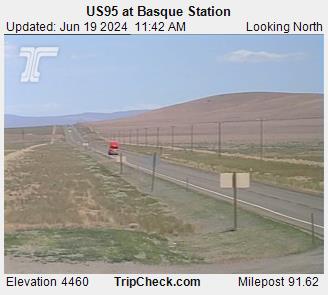 US95 at Basque Station
Updated: Jun 19 2024 11:42 AM Looking North
Elevation 4460 TripCheck.com Milepost 91.62